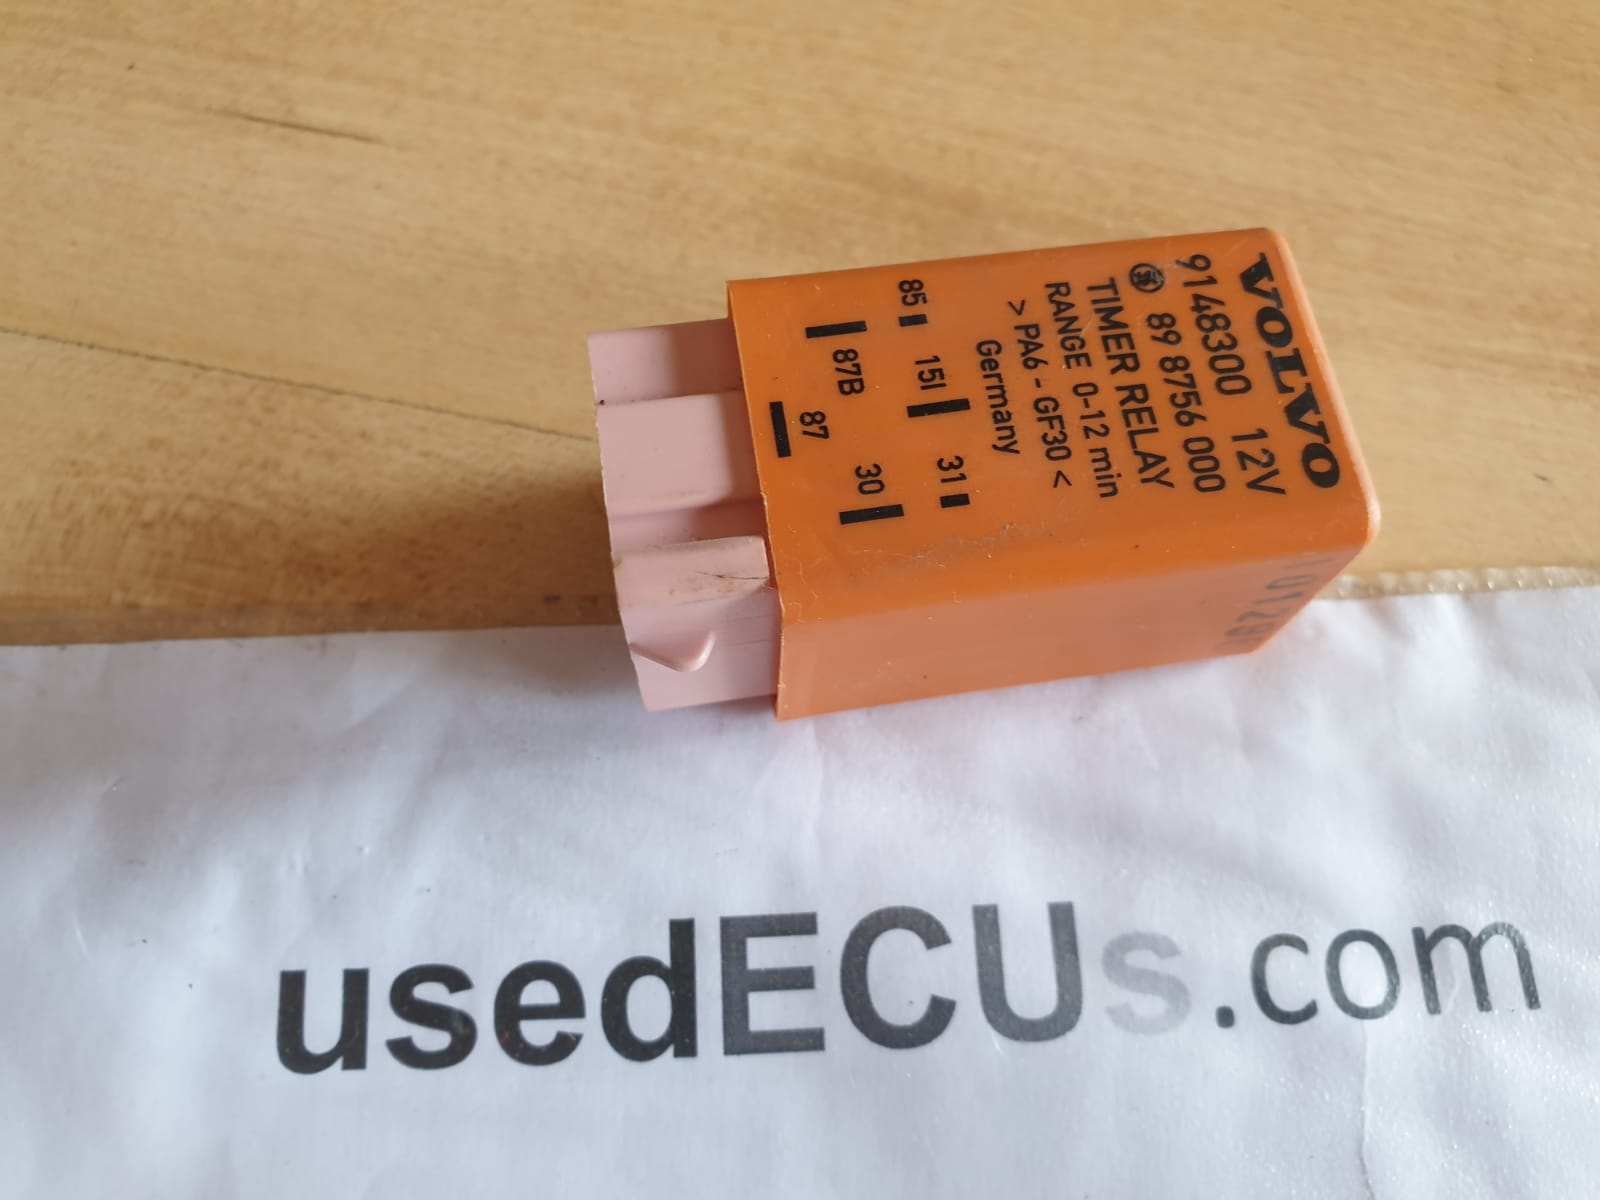 VOLVO
9148300 12V
89 8756 000
TIMER RELAY
RANGE 0-12 min
> PA6 - GF30 <
Germany
85 15I 31
87B 30
87
usedECUs.com